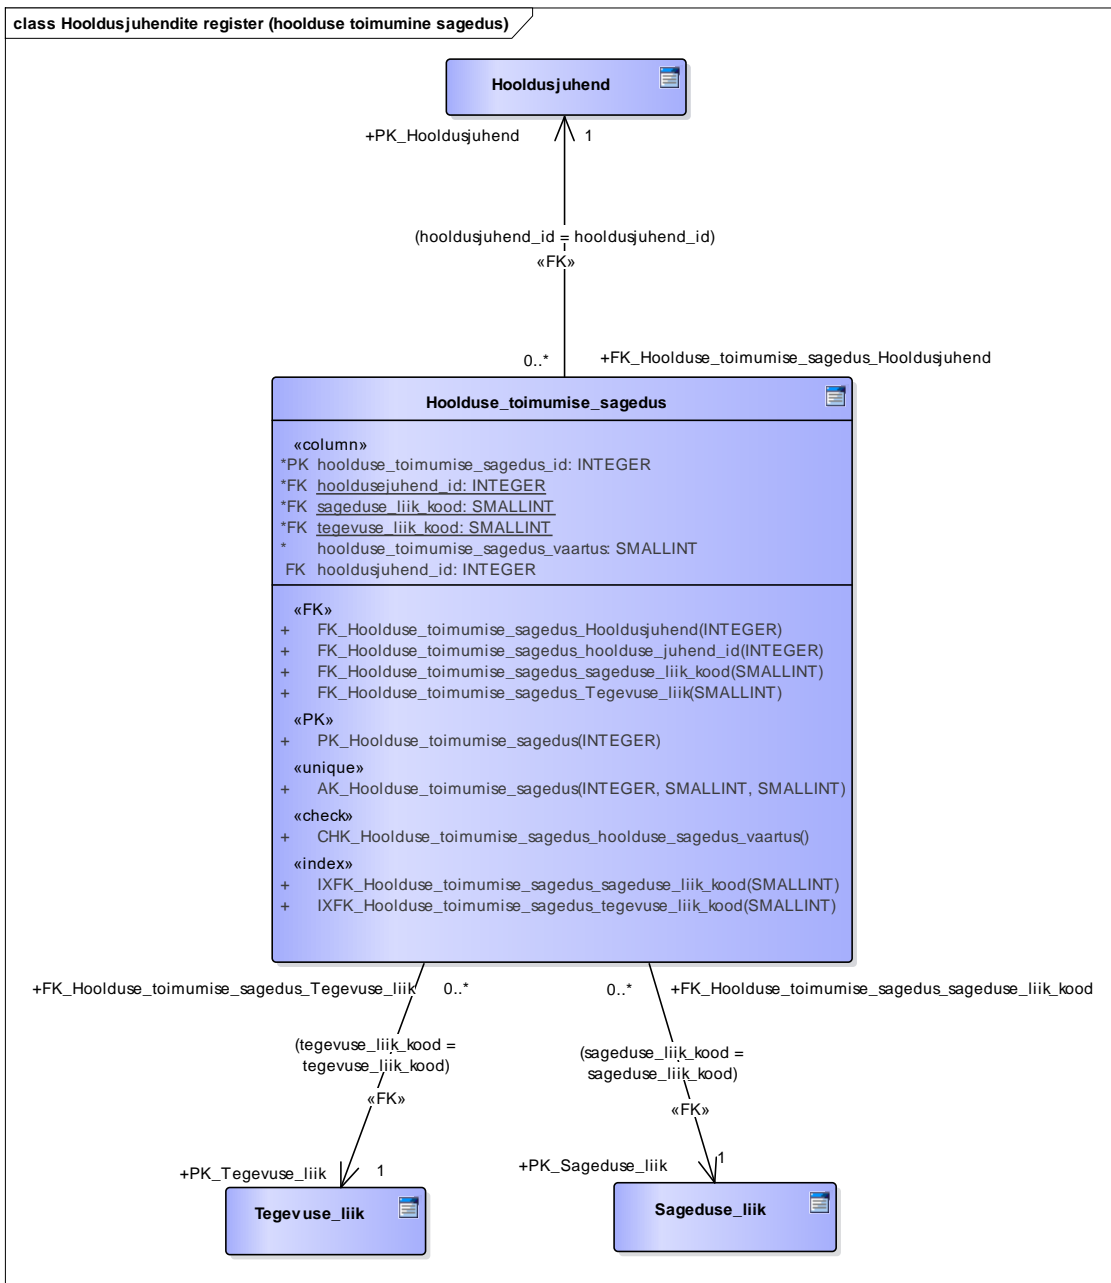 class Hooldusjuhendite register (hoolduse toimumine sagedus)
Hooldusjuhend
+PK_Hooldusjuhend 1
(hooldusjuhend_id = hooldusjuhend_id)
«FK»
0..* +FK_Hoolduse_toimumise_sagedus_Hooldusjuhend
Hoolduse_toimumise_sagedus
«column»
*PK hoolduse_toimumise_sagedus_id: INTEGER
*FK hooldusejuhend_id: INTEGER
*FK sageduse_liik_kood: SMALLINT
*FK tegevuse_liik_kood: SMALLINT
* hoolduse_toimumise_sagedus_vaartus: SMALLINT
FK hooldusjuhend_id: INTEGER
«FK»
+ FK_Hoolduse_toimumise_sagedus_Hooldusjuhend(INTEGER)
+ FK_Hoolduse_toimumise_sagedus_hoolduse_juhend_id(INTEGER)
+ FK_Hoolduse_toimumise_sagedus_sageduse_liik_kood(SMALLINT)
+ FK_Hoolduse_toimumise_sagedus_Tegevuse_liik(SMALLINT)
«PK»
+ PK_Hoolduse_toimumise_sagedus(INTEGER)
«unique»
+ AK_Hoolduse_toimumise_sagedus(INTEGER, SMALLINT, SMALLINT)
«check»
+ CHK_Hoolduse_toimumise_sagedus_hoolduse_sagedus_vaartus()
«index»
+ IXFK_Hoolduse_toimumise_sagedus_sageduse_liik_kood(SMALLINT)
+ IXFK_Hoolduse_toimumise_sagedus_tegevuse_liik_kood(SMALLINT)
+FK_Hoolduse_toimumise_sagedus_Tegevuse_liik 0..*
0..* +FK_Hoolduse_toimumise_sagedus_sageduse_liik_kood
(tegevuse_liik_kood =
tegevuse_liik_kood)
«FK»
(sageduse_liik_kood =
sageduse_liik_kood)
«FK»
+PK_Tegevuse_liik 1
+PK_Sageduse_liik 1
Tegevuse_liik
Sageduse_liik